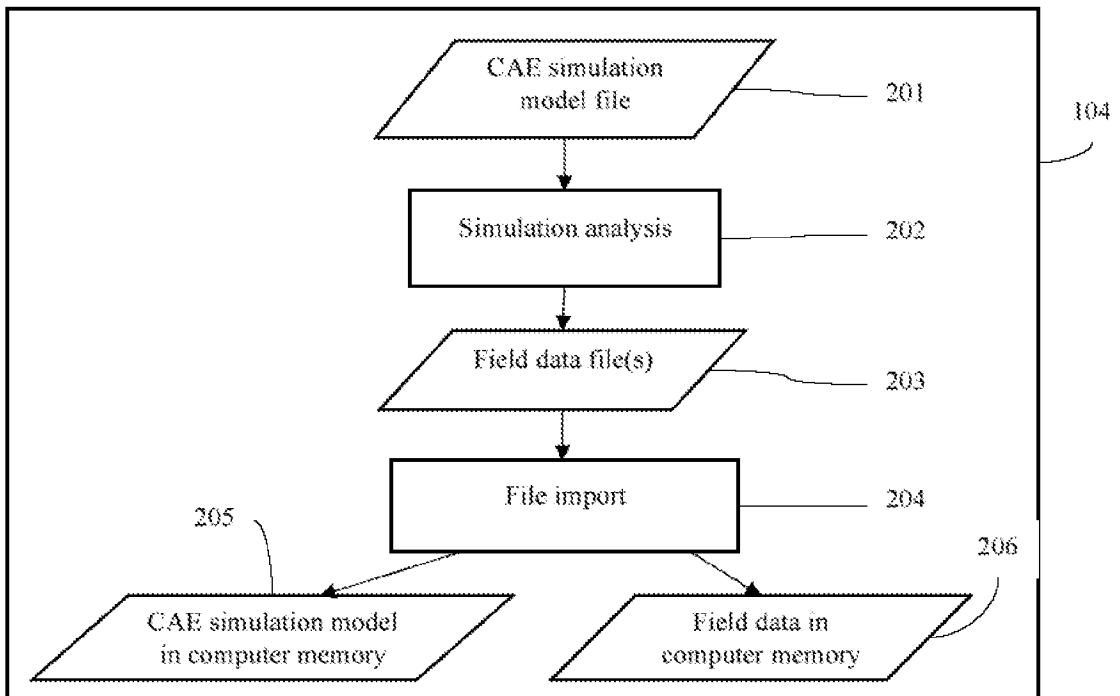 CAE simulation
model file
201
104
Simulation analysis
202
Field data file(s)
203
File import
204
205
206
CAE simulation model
in computer memory
Field data in
computer memory